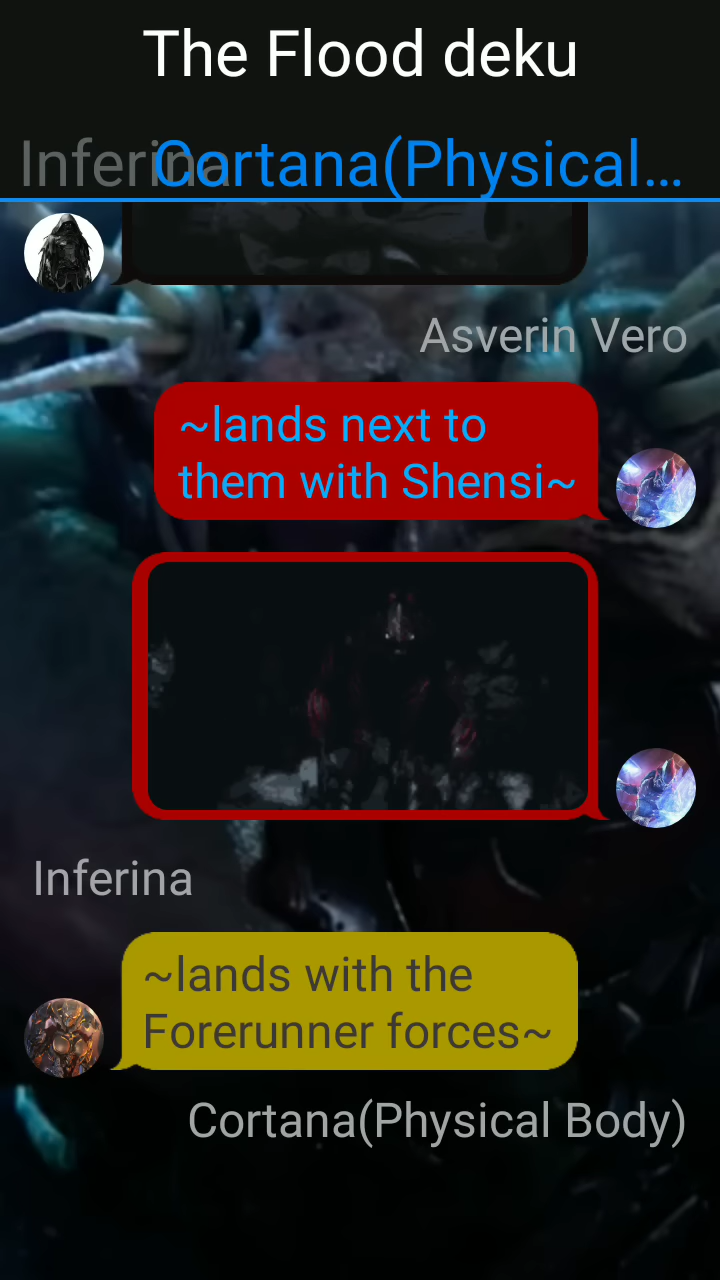 The Flood deku
Inferina
Cortana(Physical...
Asverin Vero
~lands next to
them with Shensi~
Inferina
~lands with the
Forerunner forces~
Cortana(Physical Body)